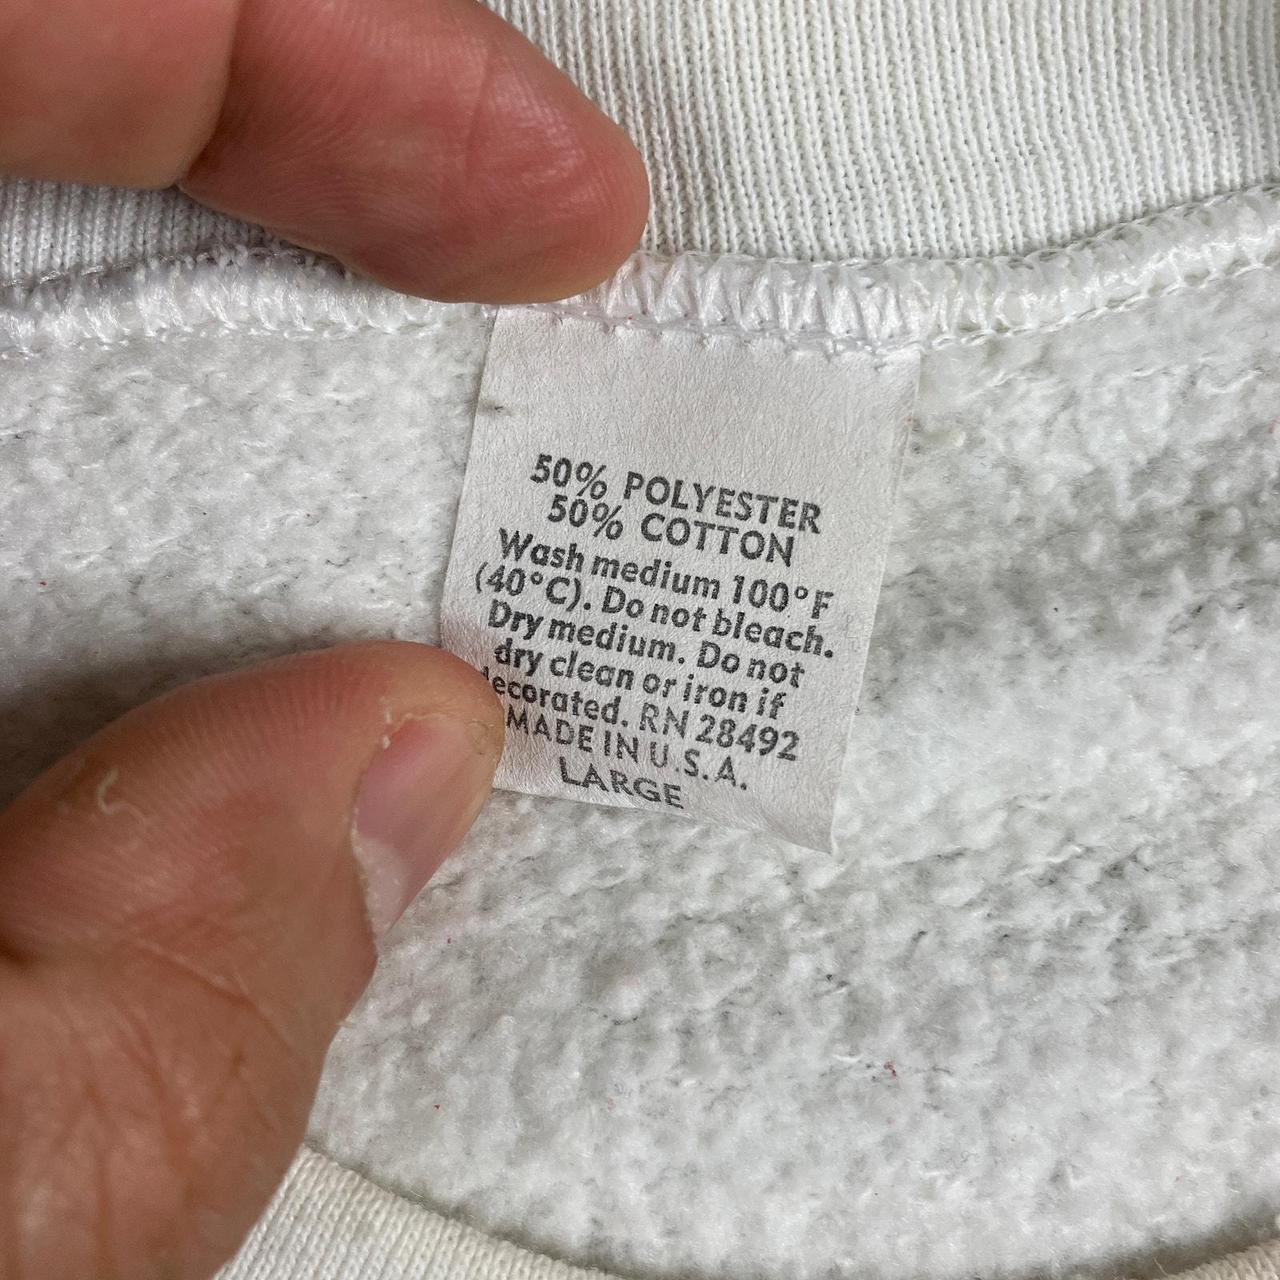 50% POLYESTER
50% COTTON
Wash medium 100°F
(40°C). Do not bleach.
Dry medium. Do not
dry clean or iron if
decorated. RN 28492
MADE IN U.S.A.
LARGE